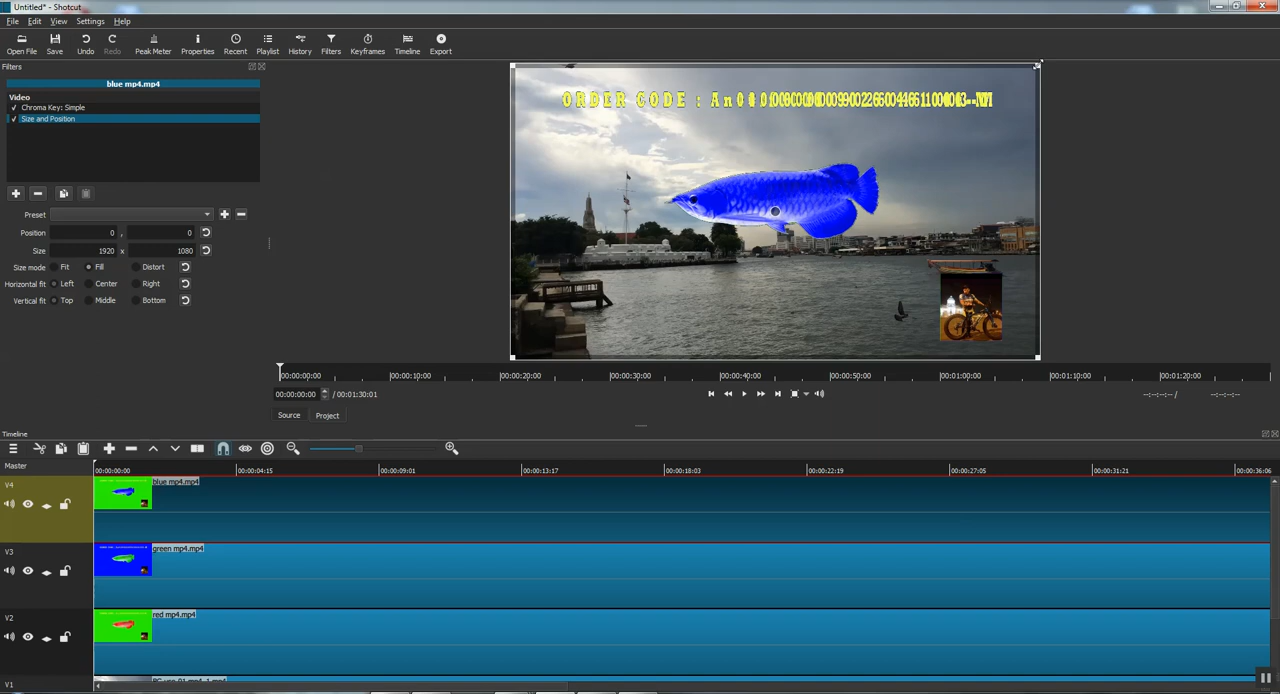 Untitled* - Shotcut
File Edit View Settings Help
Open File Save Undo Redo Peak Meter Properties Recent Playlist History Filters Keyframes Timeline Export
Filters
blue mp4.mp4
Video
✓ Chroma Key: Simple
✓ Size and Position
Preset
Position 0 , 0
Size 1920 x 1080
Size mode Fit Fill Distort
Horizontal fit Left Center Right
Vertical fit Top Middle Bottom
ORDER CODE : An
00:00:00:00 00:00:10:00 00:00:20:00 00:00:30:00 00:00:40:00 00:00:50:00 00:01:00:00 00:01:10:00 00:01:20:00
00:00:00:00 / 00:01:30:01 --:--:--:-- / --:--:--:--
Source Project
Timeline
Master 00:00:00:00 00:00:04:15 00:00:09:01 00:00:13:17 00:00:18:03 00:00:22:19 00:00:27:05 00:00:31:21 00:00:36:06
V4 blue mp4.mp4
V3 green mp4.mp4
V2 red mp4.mp4
V1